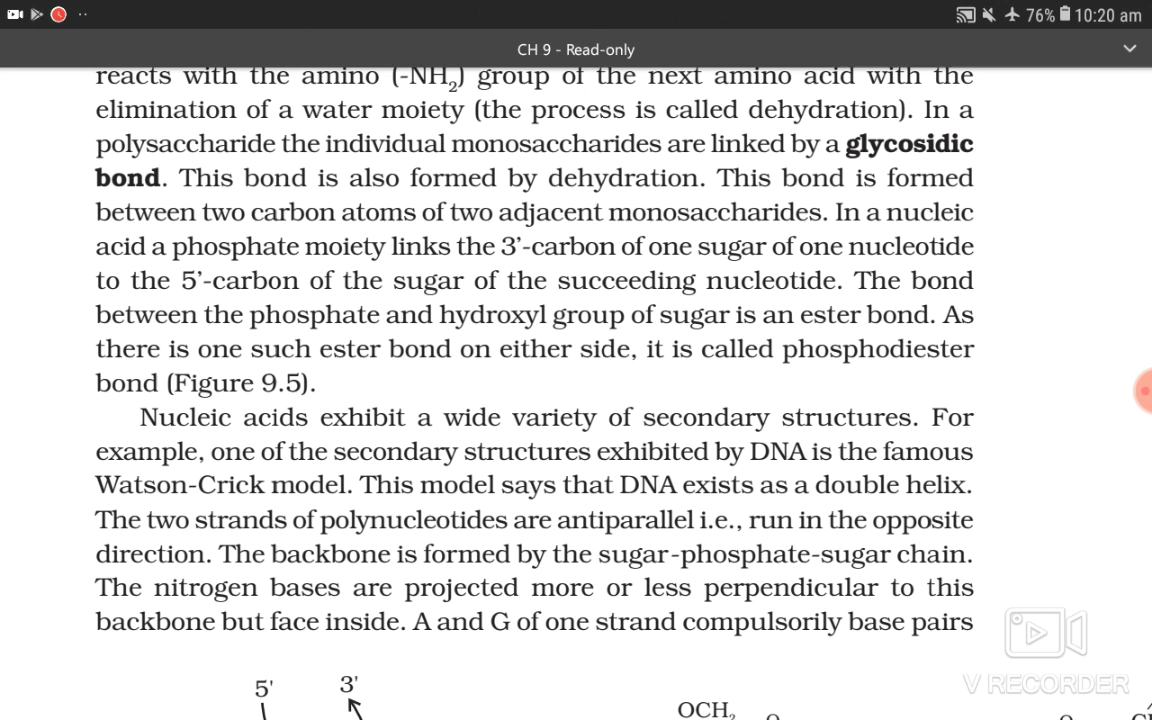 76% 10:20 am
CH 9 - Read-only
reacts with the amino (-NH₂) group of the next amino acid with the
elimination of a water moiety (the process is called dehydration). In a
polysaccharide the individual monosaccharides are linked by a glycosidic
bond. This bond is also formed by dehydration. This bond is formed
between two carbon atoms of two adjacent monosaccharides. In a nucleic
acid a phosphate moiety links the 3’-carbon of one sugar of one nucleotide
to the 5’-carbon of the sugar of the succeeding nucleotide. The bond
between the phosphate and hydroxyl group of sugar is an ester bond. As
there is one such ester bond on either side, it is called phosphodiester
bond (Figure 9.5).
Nucleic acids exhibit a wide variety of secondary structures. For
example, one of the secondary structures exhibited by DNA is the famous
Watson-Crick model. This model says that DNA exists as a double helix.
The two strands of polynucleotides are antiparallel i.e., run in the opposite
direction. The backbone is formed by the sugar-phosphate-sugar chain.
The nitrogen bases are projected more or less perpendicular to this
backbone but face inside. A and G of one strand compulsorily base pairs
V RECORDER
5' 3'
OCH₂